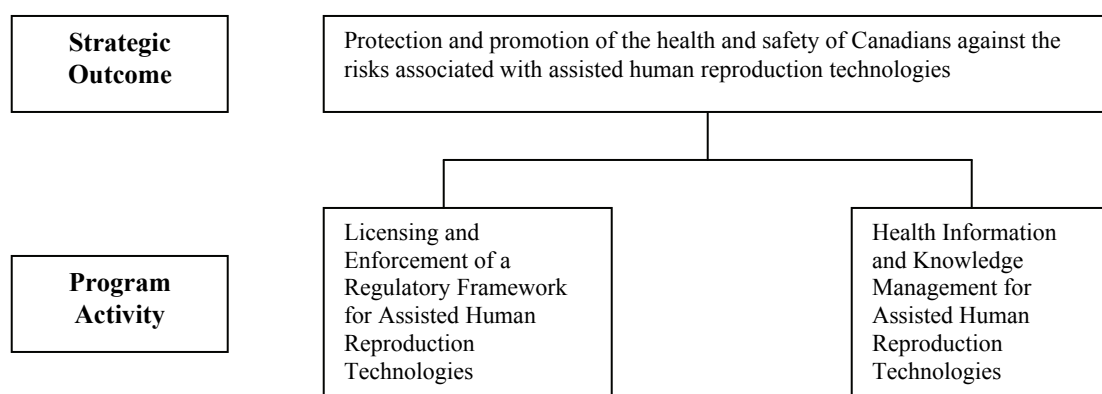 Strategic
Outcome
Protection and promotion of the health and safety of Canadians against the
risks associated with assisted human reproduction technologies
Program
Activity
Licensing and
Enforcement of a
Regulatory Framework
for Assisted Human
Reproduction
Technologies
Health Information
and Knowledge
Management for
Assisted Human
Reproduction
Technologies